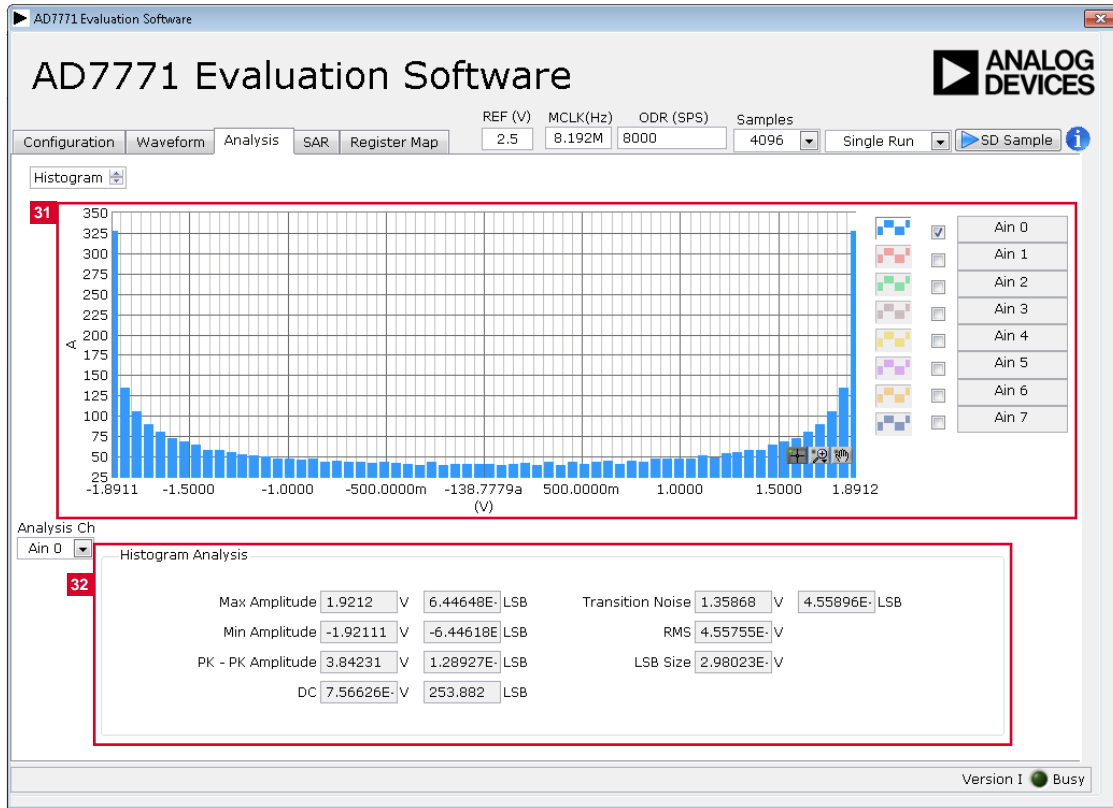 AD7771 Evaluation Software
AD7771 Evaluation Software
ANALOG
DEVICES
REF (V) MCLK(Hz) ODR (SPS) Samples
Configuration Waveform Analysis SAR Register Map 2.5 8.192M 8000 4096 Single Run SD Sample i
Histogram
31
350
325
300
275
250
225
200
175
150
125
100
75
50
25
A
-1.8911 -1.5000 -1.0000 -500.0000m -138.7779a 500.0000m 1.0000 1.5000 1.8912
(V)
Ain 0
Ain 1
Ain 2
Ain 3
Ain 4
Ain 5
Ain 6
Ain 7
Analysis Ch
Ain 0
32
Histogram Analysis
Max Amplitude 1.9212 V 6.44648E- LSB Transition Noise 1.35868 V 4.55896E- LSB
Min Amplitude -1.92111 V -6.44618E LSB RMS 4.55755E- V
PK - PK Amplitude 3.84231 V 1.28927E- LSB LSB Size 2.98023E- V
DC 7.56626E- V 253.882 LSB
Version I Busy